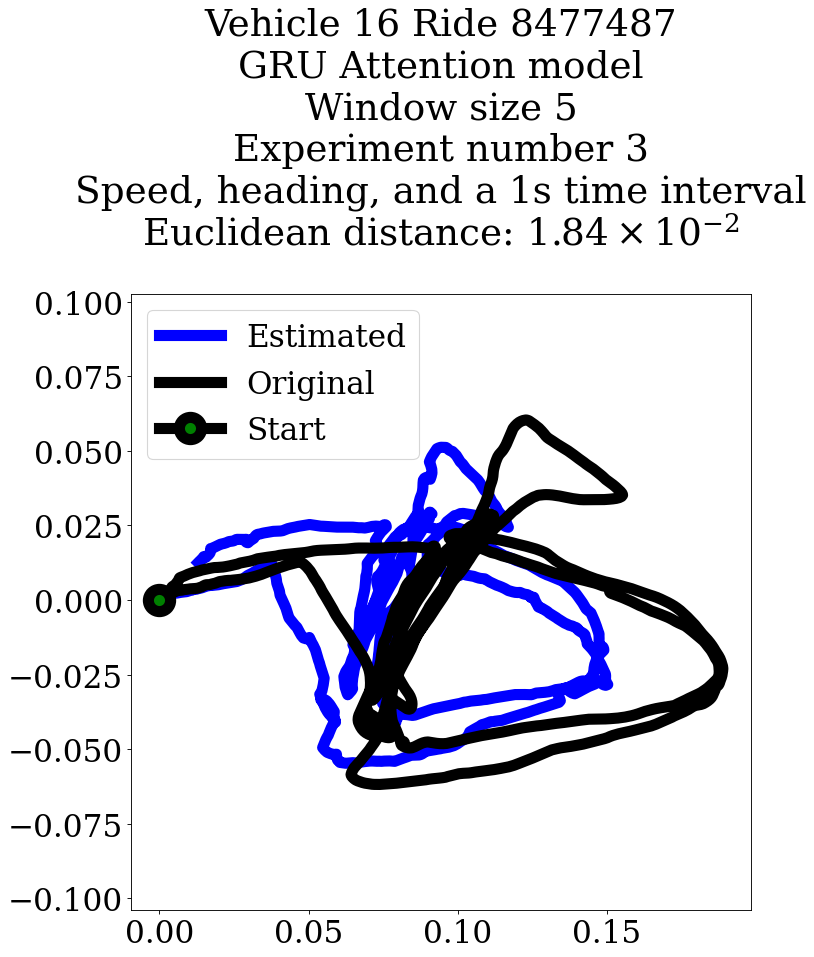 Vehicle 16 Ride 8477487
GRU Attention model
Window size 5
Experiment number 3
Speed, heading, and a 1s time interval
Euclidean distance: 1.84 × 10⁻²
0.100
0.075
0.050
0.025
0.000
−0.025
−0.050
−0.075
−0.100
Estimated
Original
Start
0.00 0.05 0.10 0.15